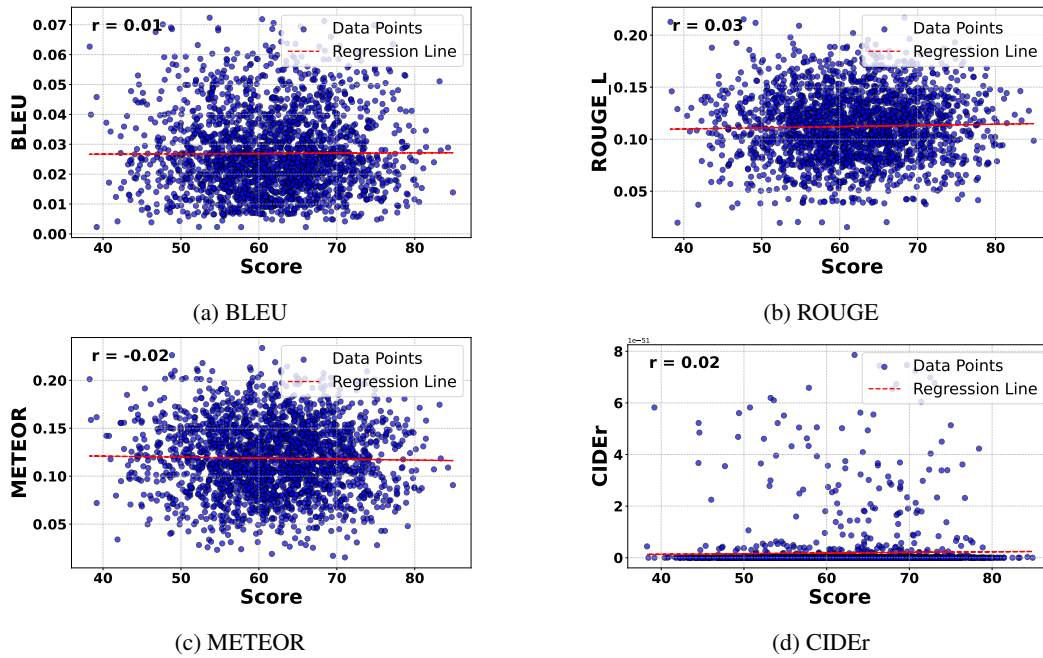 r = 0.01
Data Points
Regression Line
BLEU
0.07
0.06
0.05
0.04
0.03
0.02
0.01
0.00
40 50 60 70 80
Score
(a) BLEU
r = 0.03
Data Points
Regression Line
ROUGE_L
0.20
0.15
0.10
0.05
40 50 60 70 80
Score
(b) ROUGE
r = -0.02
Data Points
Regression Line
METEOR
0.20
0.15
0.10
0.05
40 50 60 70 80
Score
(c) METEOR
1e−51
r = 0.02
Data Points
Regression Line
CIDEr
8
6
4
2
0
40 50 60 70 80
Score
(d) CIDEr